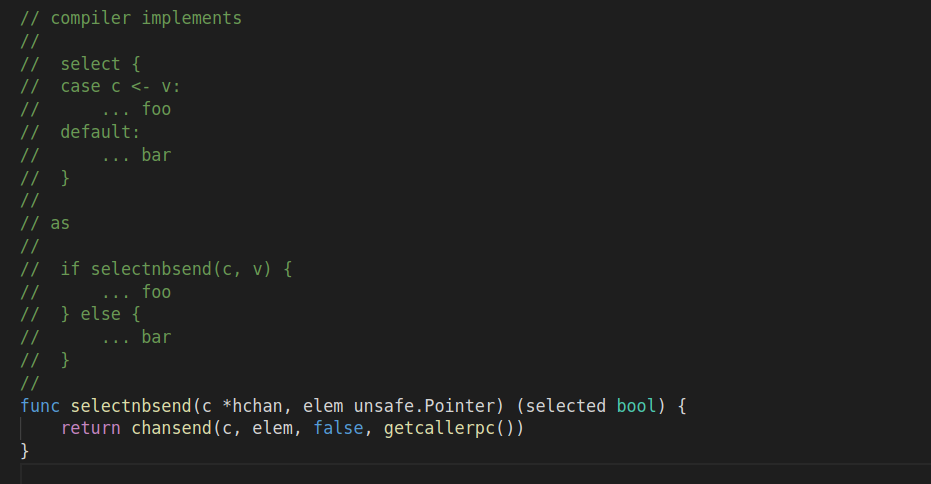 // compiler implements
//
//  select {
//  case c <- v:
//      ... foo
//  default:
//      ... bar
//  }
//
// as
//
//  if selectnbsend(c, v) {
//      ... foo
//  } else {
//      ... bar
//  }
//
func selectnbsend(c *hchan, elem unsafe.Pointer) (selected bool) {
    return chansend(c, elem, false, getcallerpc())
}